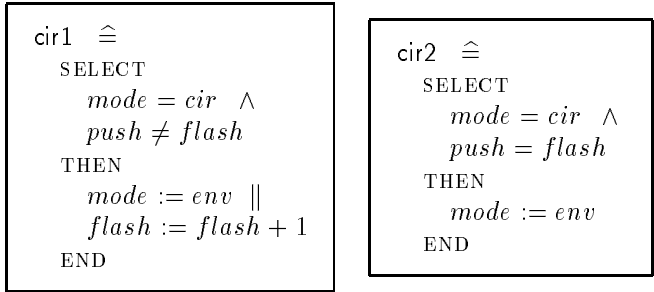 cir1 ≙
SELECT
mode = cir ∧
push ≠ flash
THEN
mode := env ∥
flash := flash + 1
END
cir2 ≙
SELECT
mode = cir ∧
push = flash
THEN
mode := env
END